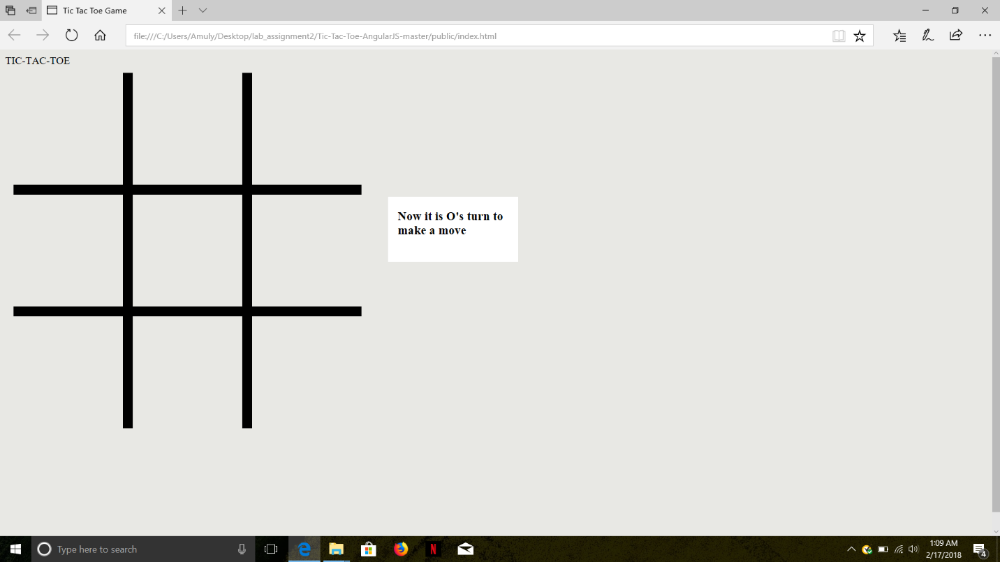 Tic Tac Toe Game
file:///C:/Users/Amuly/Desktop/lab_assignment2/Tic-Tac-Toe-AngularJS-master/public/index.html
TIC-TAC-TOE
Now it is O's turn to
make a move
Type here to search
N
1:09 AM
2/17/2018
4